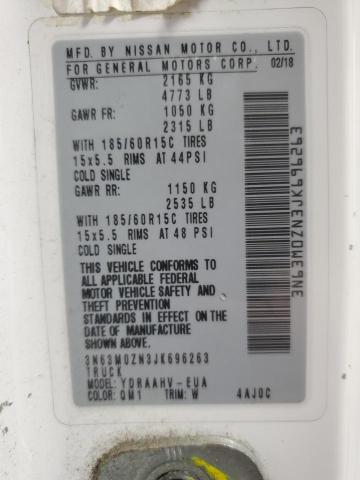 MFD. BY NISSAN MOTOR CO., LTD.
FOR GENERAL MOTORS CORP. 02/18
GVWR: 2165 KG
4773 LB
GAWR FR: 1050 KG
2315 LB
WITH 185/60R15C TIRES
15x5.5 RIMS AT 44PSI
COLD SINGLE
GAWR RR: 1150 KG
2535 LB
WITH 185/60R15C TIRES
15x5.5 RIMS AT 48 PSI
COLD SINGLE
THIS VEHICLE CONFORMS TO
ALL APPLICABLE FEDERAL
MOTOR VEHICLE SAFETY AND
AND THEFT PREVENTION
STANDARDS IN EFFECT ON
THE DATE OF MANUFACTURE
SHOWN ABOVE.
3N63M0ZN3JK696263
TRUCK
MODEL: YDRAAHV-EUA
COLOR: QM1 TRIM: W 4AJ0C
3N63M0ZN3JK696263